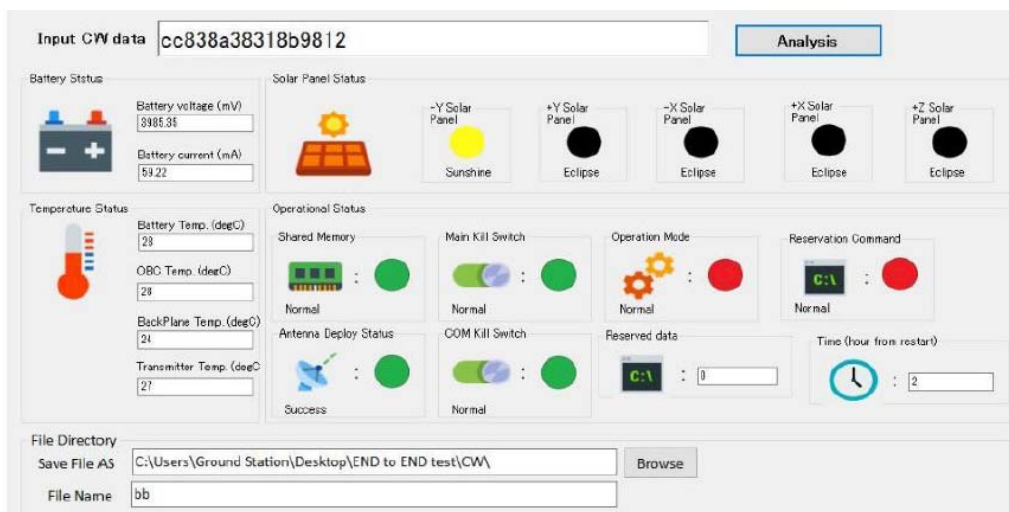 Input CW data cc838a38318b9812 Analysis
Battery Ststus Solar Panel Status
Battery voltage (mV)
3985.35
Battery current (mA)
59.22
-Y Solar Panel
Sunshine
+Y Solar Panel
Eclipse
-X Solar Panel
Eclipse
+X Solar Panel
Eclipse
+Z Solar Panel
Eclipse
Temperature Status
Battery Temp. (degC)
28
OBC Temp. (degC)
28
BackPlane Temp. (degC)
24
Transmitter Temp. (degC
27
Operational Status
Shared Memory
:
Normal
Main Kill Switch
:
Normal
Operation Mode
:
Normal
Reservation Command
C:\ :
Normal
Antenna Deploy Status
:
Success
COM Kill Switch
:
Normal
Reserved data
C:\ : 0
Time (hour from restart)
: 2
File Directory
Save File AS C:\Users\Ground Station\Desktop\END to END test\CW\ Browse
File Name bb